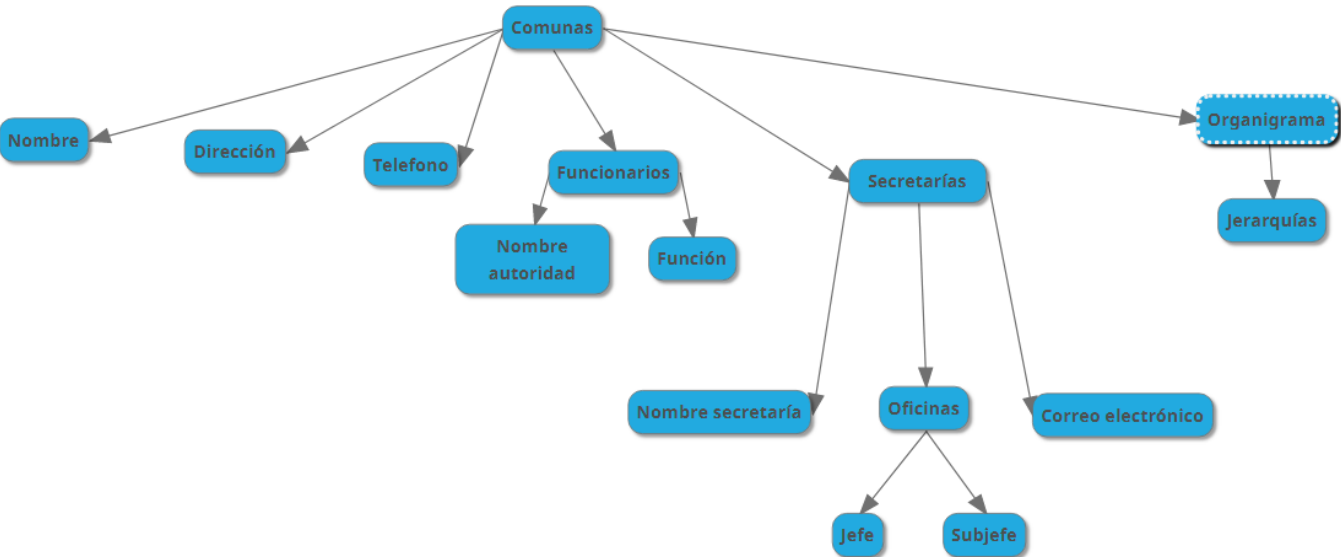 Comunas
Organigrama
Nombre
Dirección
Telefono
Funcionarios
Secretarías
Jerarquías
Nombre
autoridad
Función
Nombre secretaría
Oficinas
Correo electrónico
Jefe
Subjefe